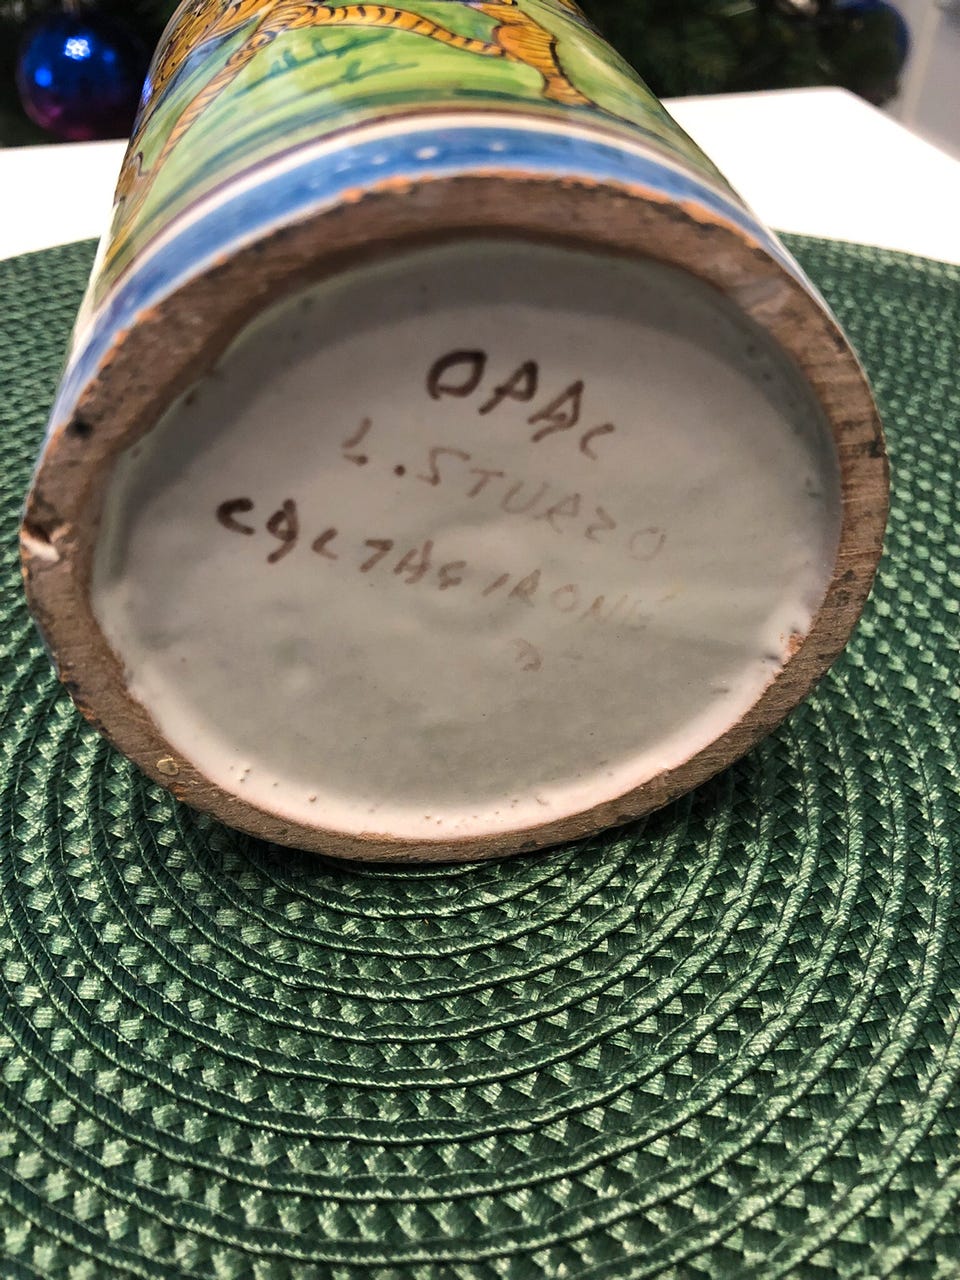 OPAC
L. STURZO
CALTAGIRONE